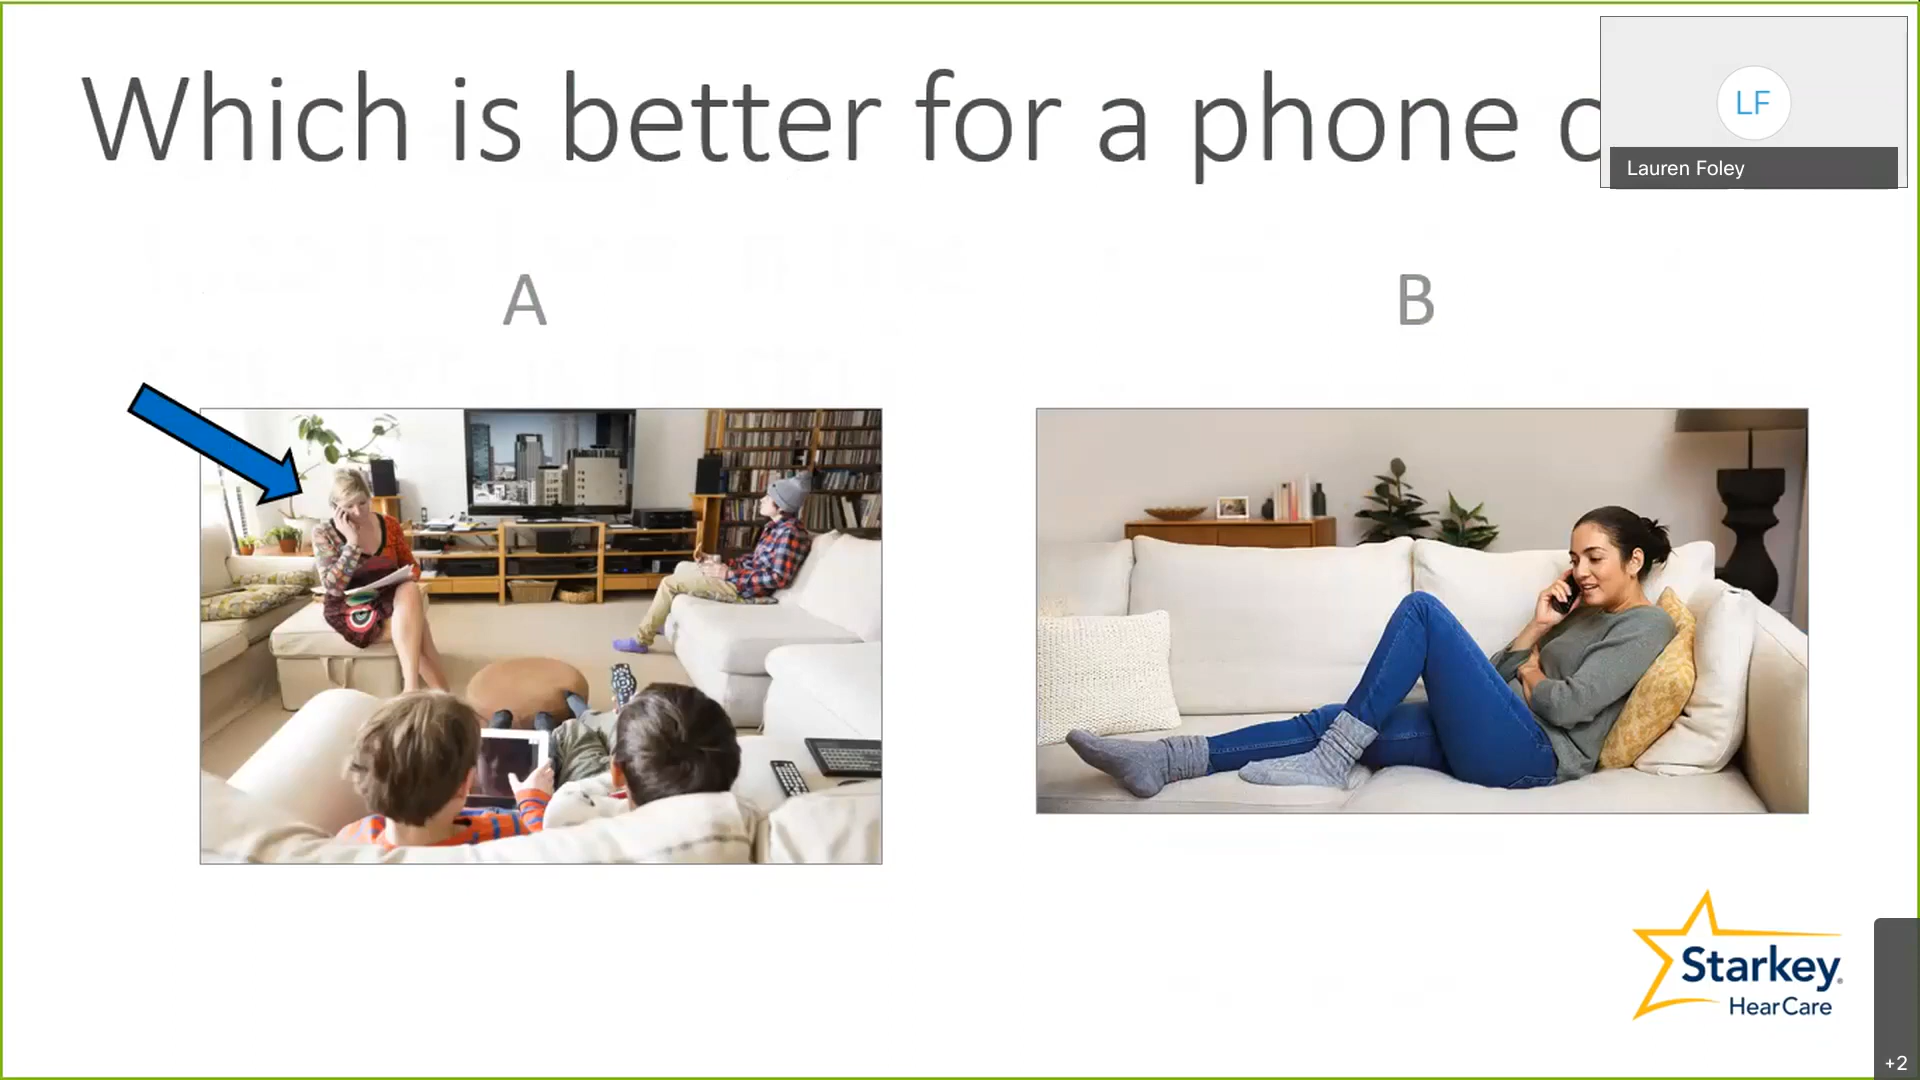 Which is better for a phone
LF
Lauren Foley
A
B
Starkey
HearCare
+2